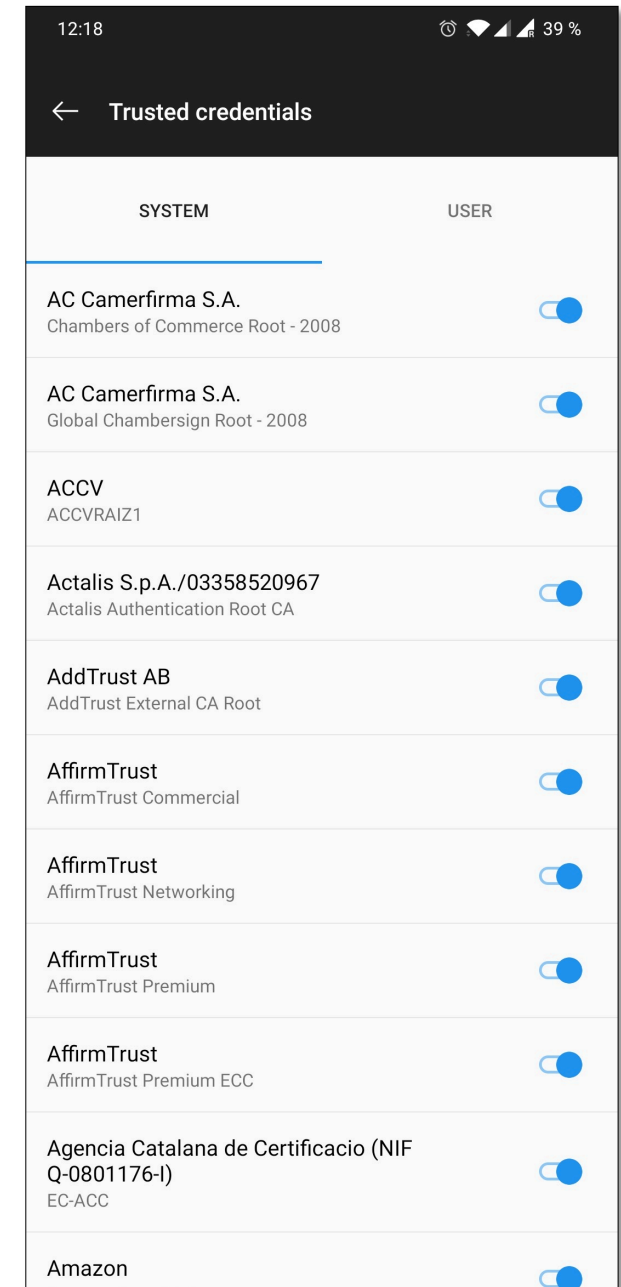 12:18
R 39 %
Trusted credentials
SYSTEM
USER
AC Camerfirma S.A.
Chambers of Commerce Root - 2008
AC Camerfirma S.A.
Global Chambersign Root - 2008
ACCV
ACCVRAIZ1
Actalis S.p.A./03358520967
Actalis Authentication Root CA
AddTrust AB
AddTrust External CA Root
AffirmTrust
AffirmTrust Commercial
AffirmTrust
AffirmTrust Networking
AffirmTrust
AffirmTrust Premium
AffirmTrust
AffirmTrust Premium ECC
Agencia Catalana de Certificacio (NIF
Q-0801176-I)
EC-ACC
Amazon